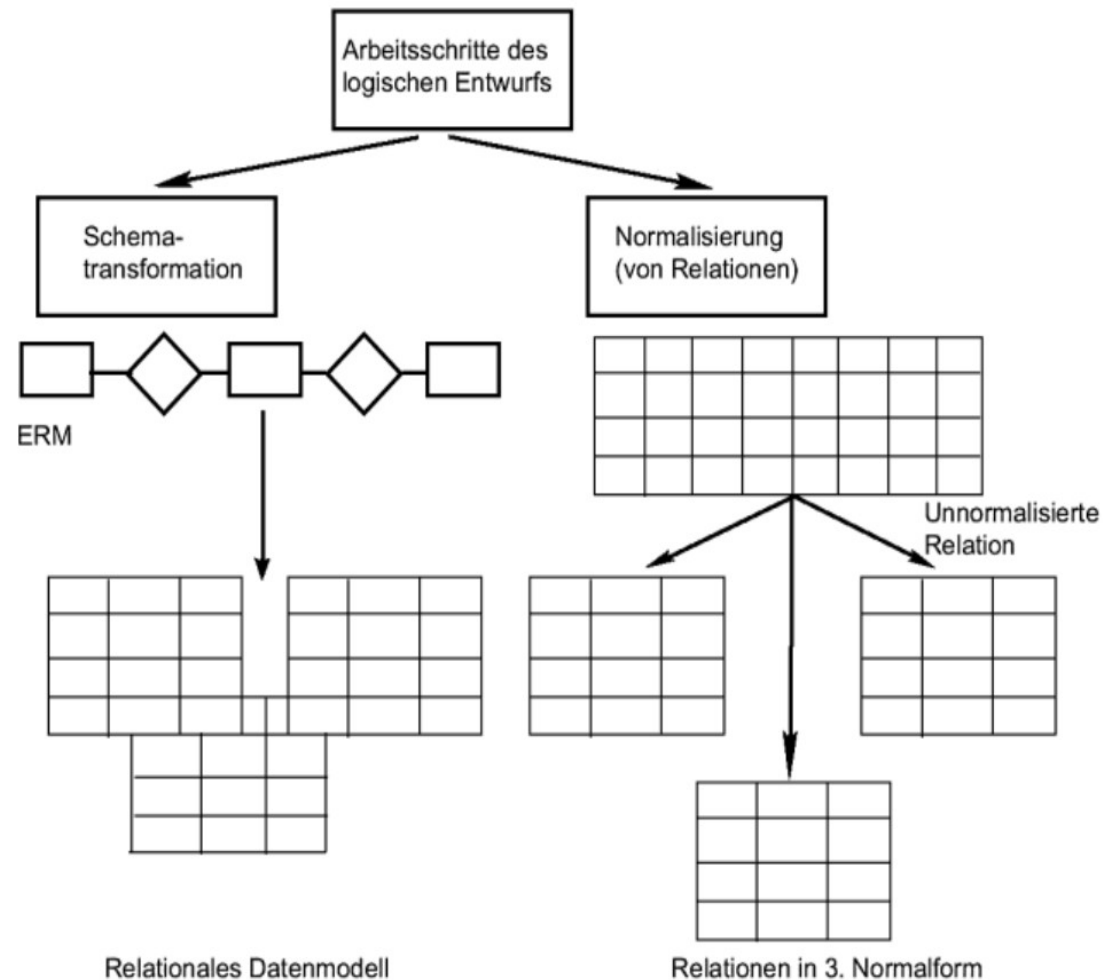 Arbeitsschritte des
logischen Entwurfs
Schema-
transformation
Normalisierung
(von Relationen)
ERM
Unnormalisierte
Relation
Relationales Datenmodell
Relationen in 3. Normalform